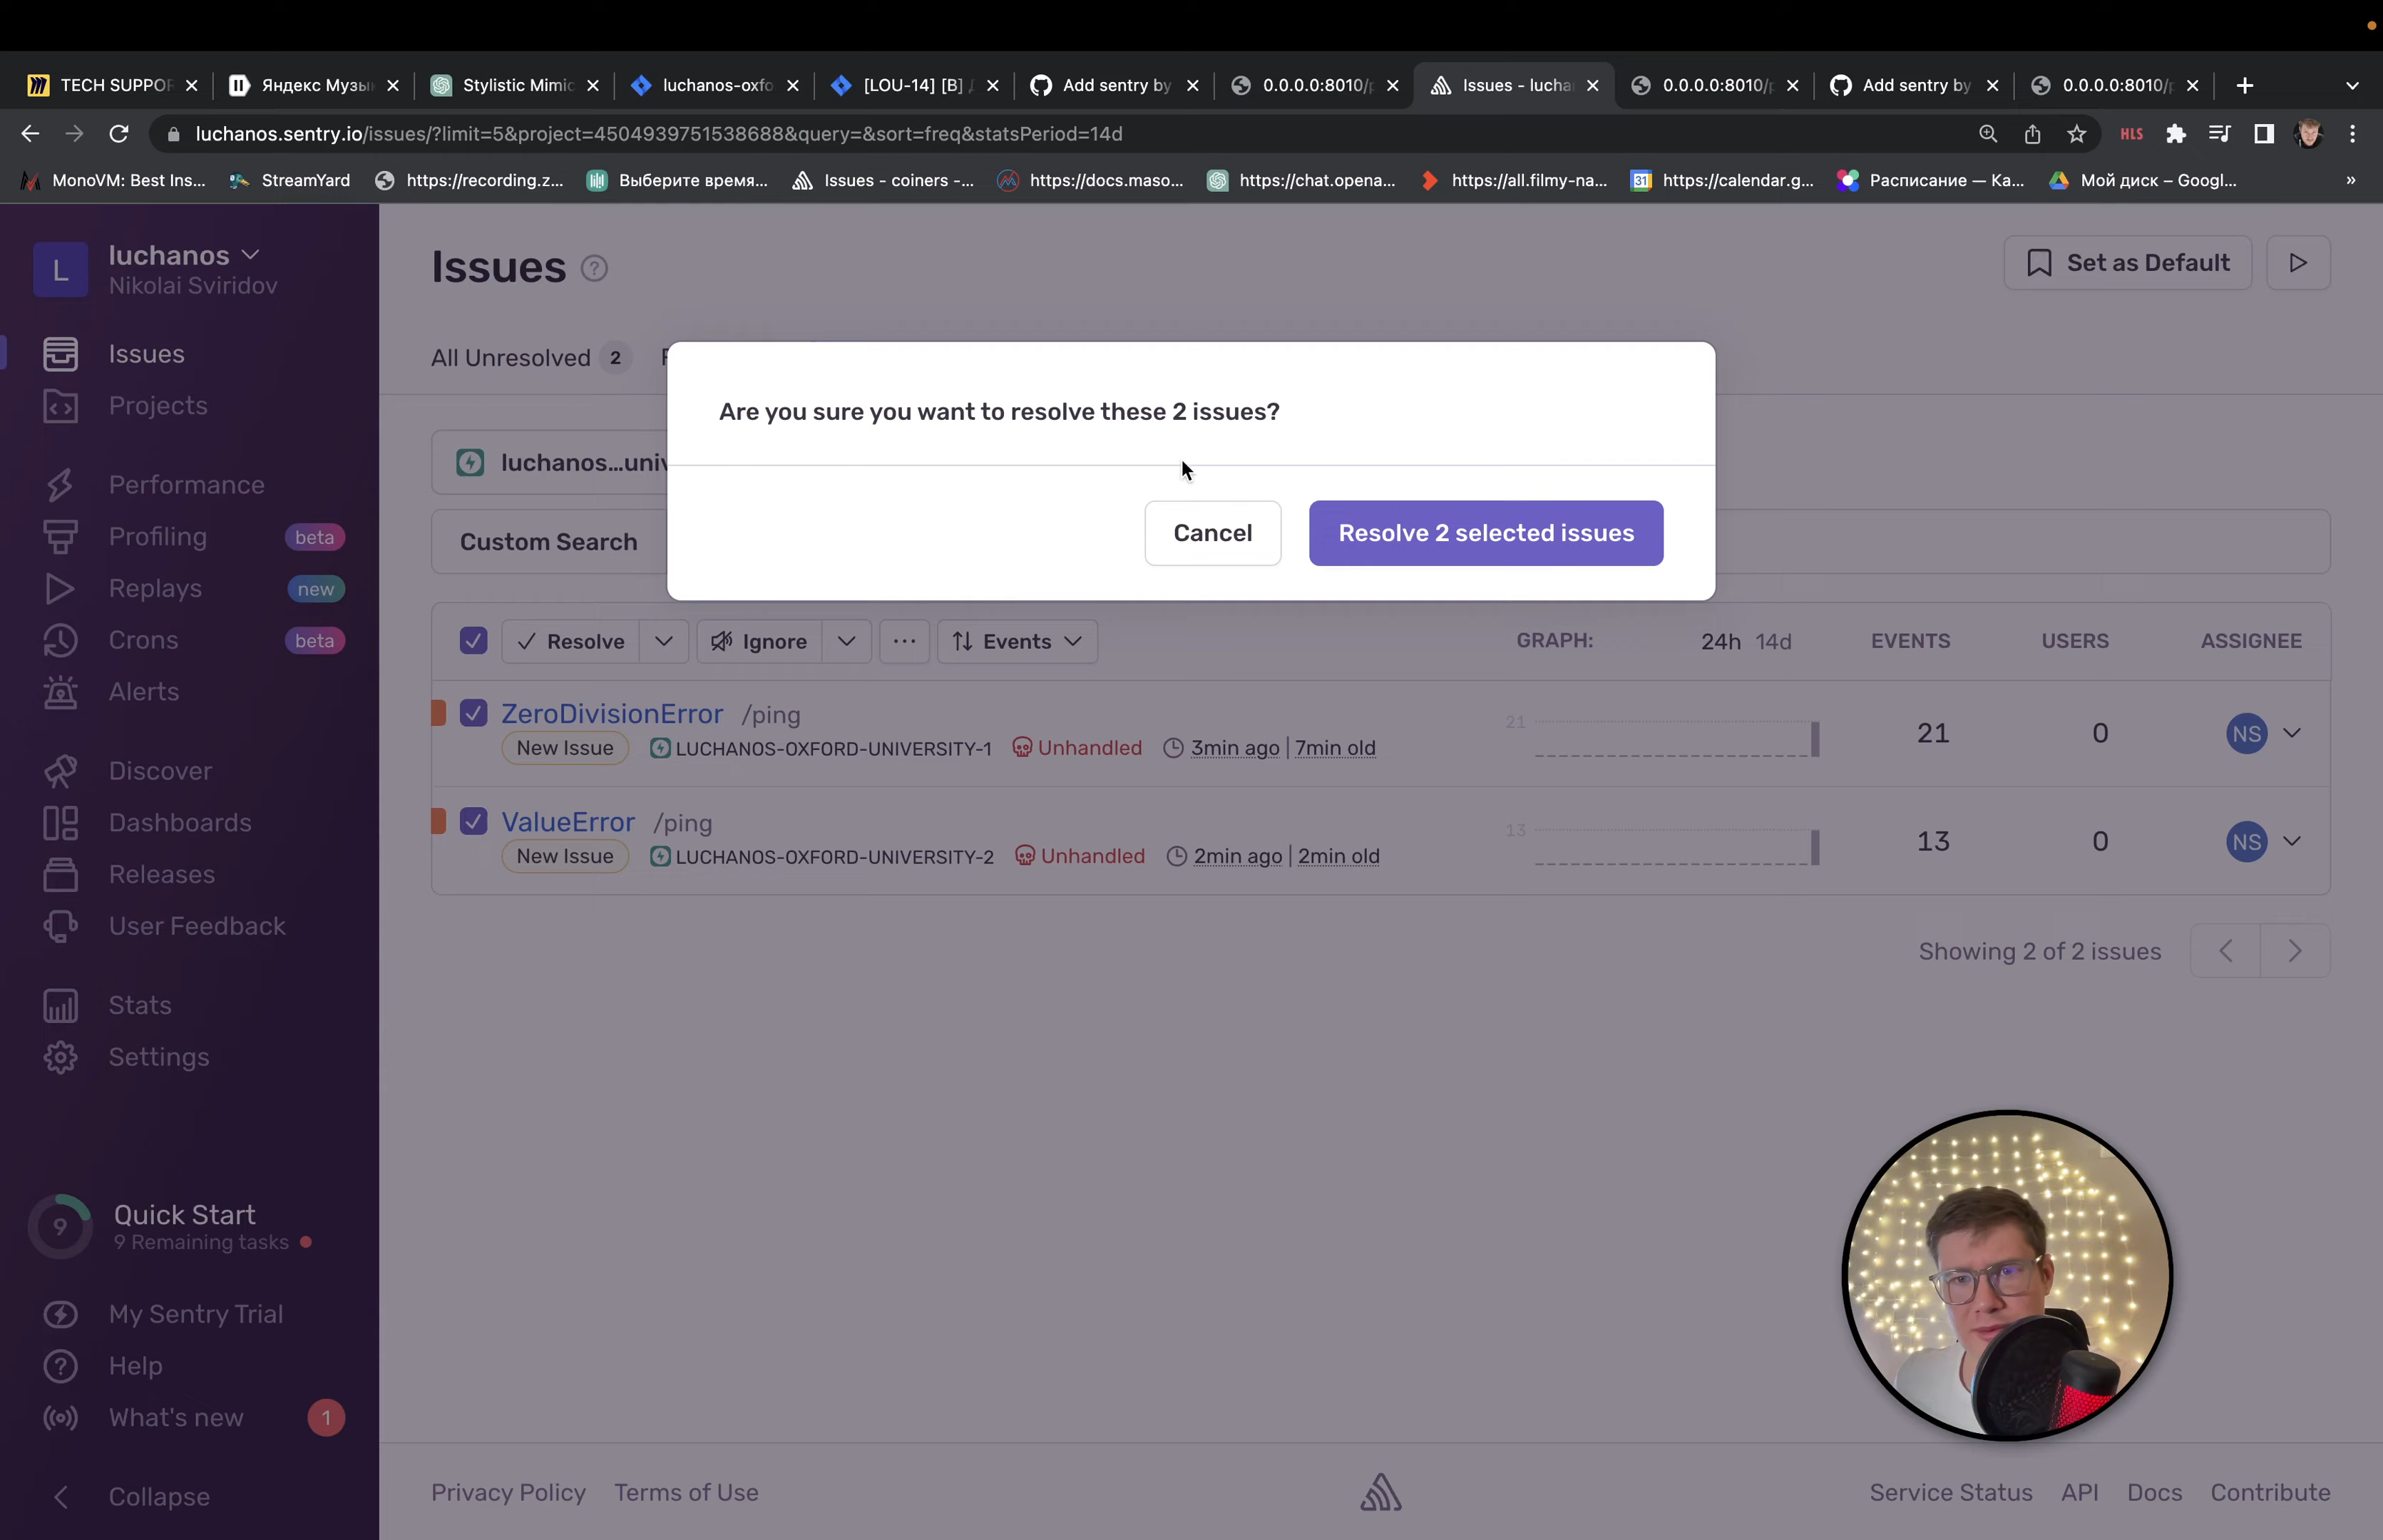 TECH SUPPOR
Яндекс Музы
Stylistic Mimic
luchanos-oxfo
[LOU-14] [B] Д
Add sentry by
0.0.0.0:8010/p
Issues - lucha
0.0.0.0:8010/p
Add sentry by
0.0.0.0:8010/p
luchanos.sentry.io/issues/?limit=5&project=4504939751538688&query=&sort=freq&statsPeriod=14d
HLS
MonoVM: Best Ins...
StreamYard
https://recording.z...
Выберите время...
Issues - coiners -...
https://docs.maso...
https://chat.opena...
https://all.filmy-na...
31
https://calendar.g...
Расписание — Ka...
Мой диск – Googl...
»
L
luchanos
Nikolai Sviridov
Issues
Projects
Performance
Profiling beta
Replays new
Crons beta
Alerts
Discover
Dashboards
Releases
User Feedback
Stats
Settings
9
Quick Start
9 Remaining tasks
My Sentry Trial
Help
What's new 1
Collapse
Issues ?
Set as Default
All Unresolved 2
luchanos...univ
Custom Search
Are you sure you want to resolve these 2 issues?
Cancel
Resolve 2 selected issues
Resolve
Ignore
...
Events
GRAPH: 24h 14d EVENTS USERS ASSIGNEE
ZeroDivisionError /ping
New Issue LUCHANOS-OXFORD-UNIVERSITY-1 Unhandled 3min ago | 7min old
21
21 0 NS
ValueError /ping
New Issue LUCHANOS-OXFORD-UNIVERSITY-2 Unhandled 2min ago | 2min old
13
13 0 NS
Showing 2 of 2 issues
Privacy Policy Terms of Use
Service Status API Docs Contribute